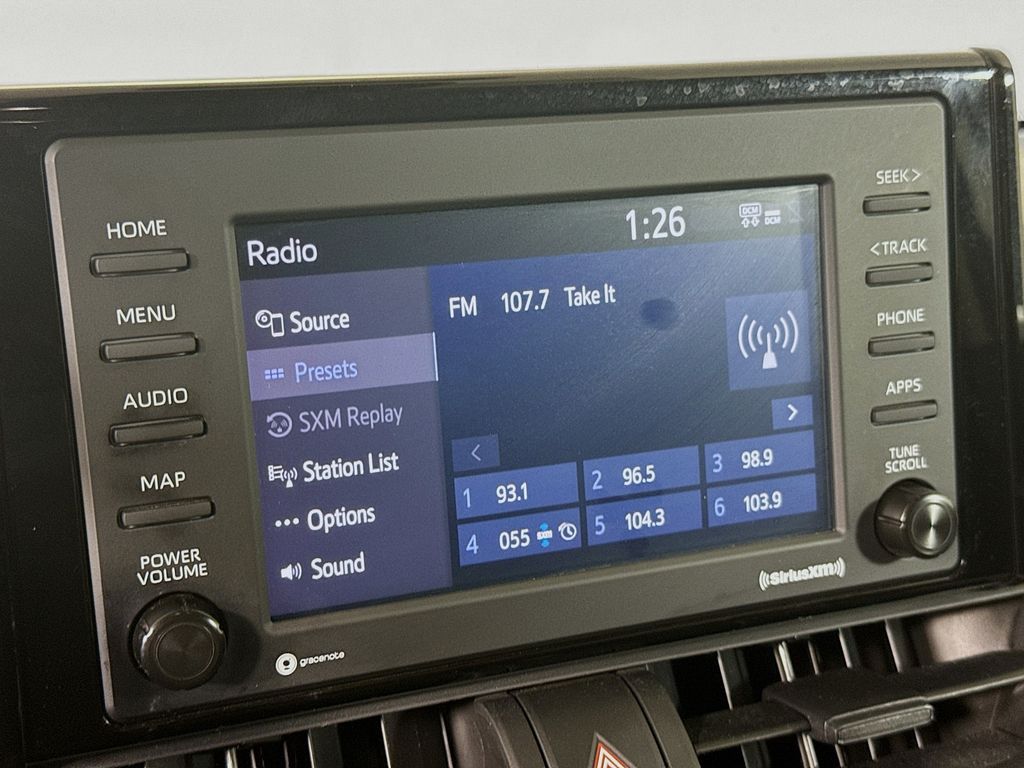 HOME
MENU
AUDIO
MAP
POWER
VOLUME
Radio
1:26
DCM
DCM
Source
Presets
SXM Replay
Station List
Options
Sound
FM 107.7 Take It
<
>
1 93.1
2 96.5
3 98.9
4 055 SXM
5 104.3
6 103.9
SEEK>
<TRACK
PHONE
APPS
TUNE
SCROLL
gracenote
((SiriusXM))